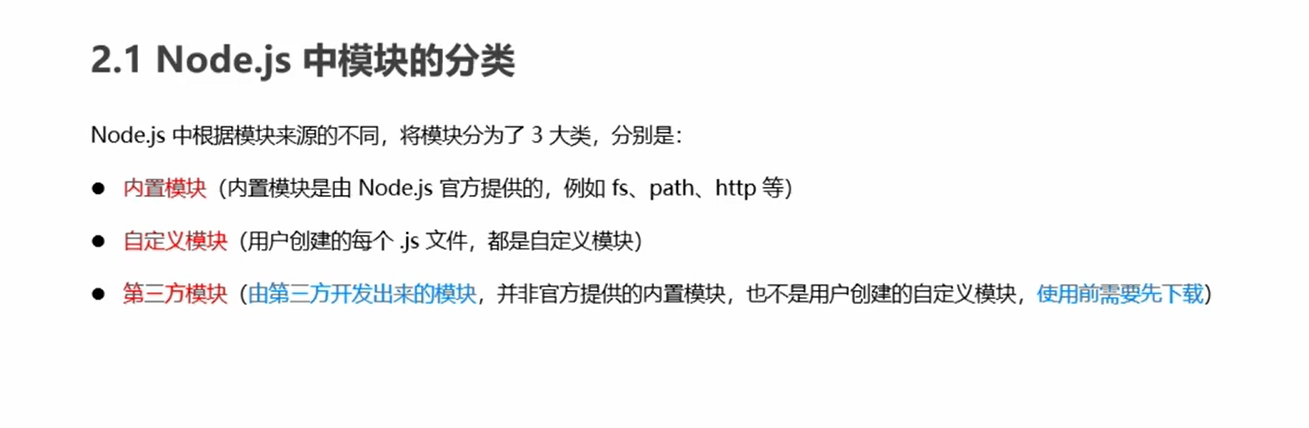 2.1 Node.js 中模块的分类
Node.js 中根据模块来源的不同，将模块分为了 3 大类，分别是：
● 内置模块（内置模块是由 Node.js 官方提供的，例如 fs、path、http 等）
● 自定义模块（用户创建的每个 .js 文件，都是自定义模块）
● 第三方模块（由第三方开发出来的模块，并非官方提供的内置模块，也不是用户创建的自定义模块，使用前需要先下载）